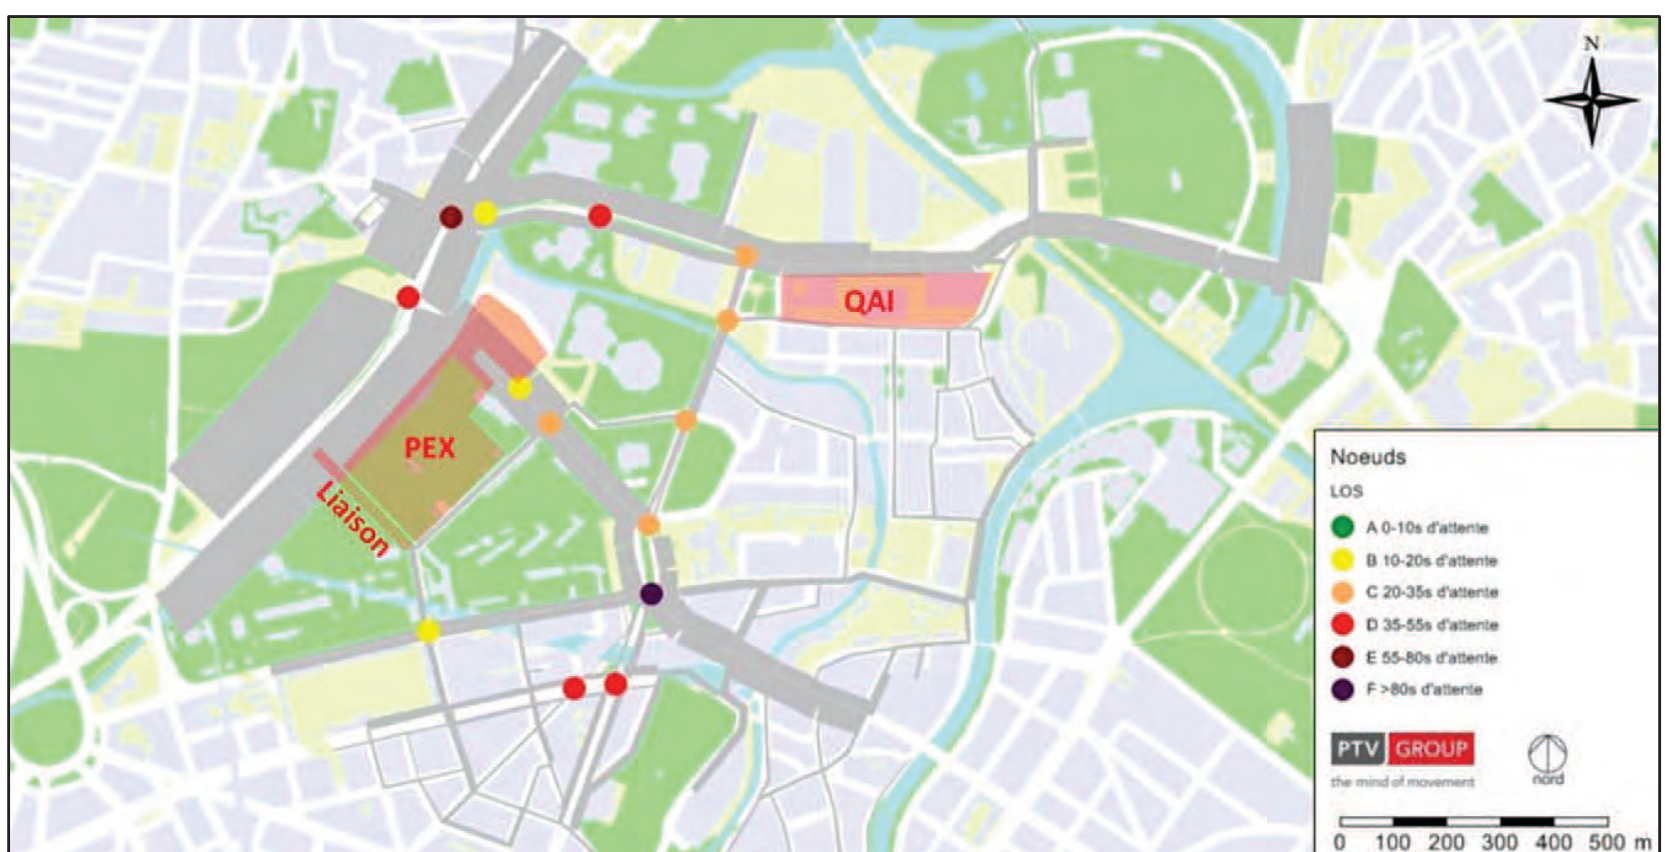 N
QAI
PEX
Liaison
Noeuds
LOS
A 0-10s d'attente
B 10-20s d'attente
C 20-35s d'attente
D 35-55s d'attente
E 55-80s d'attente
F >80s d'attente
PTV GROUP
the mind of movement
nord
0 100 200 300 400 500 m